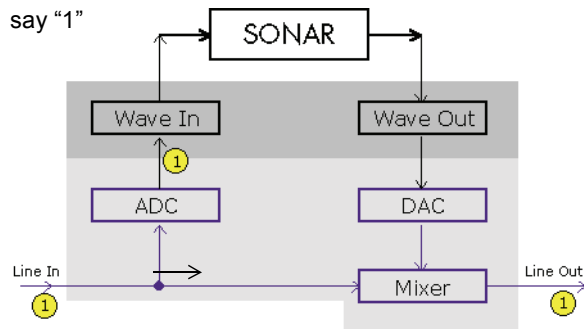 say “1”
SONAR
Wave In
Wave Out
1
ADC
DAC
Line In
Line Out
1
Mixer
1